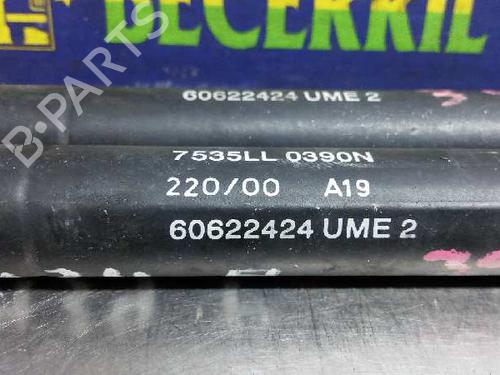 BECERRIL
60622424 UME 2
7535LL 0390N
220/00 A19
60622424 UME 2
B-PARTS